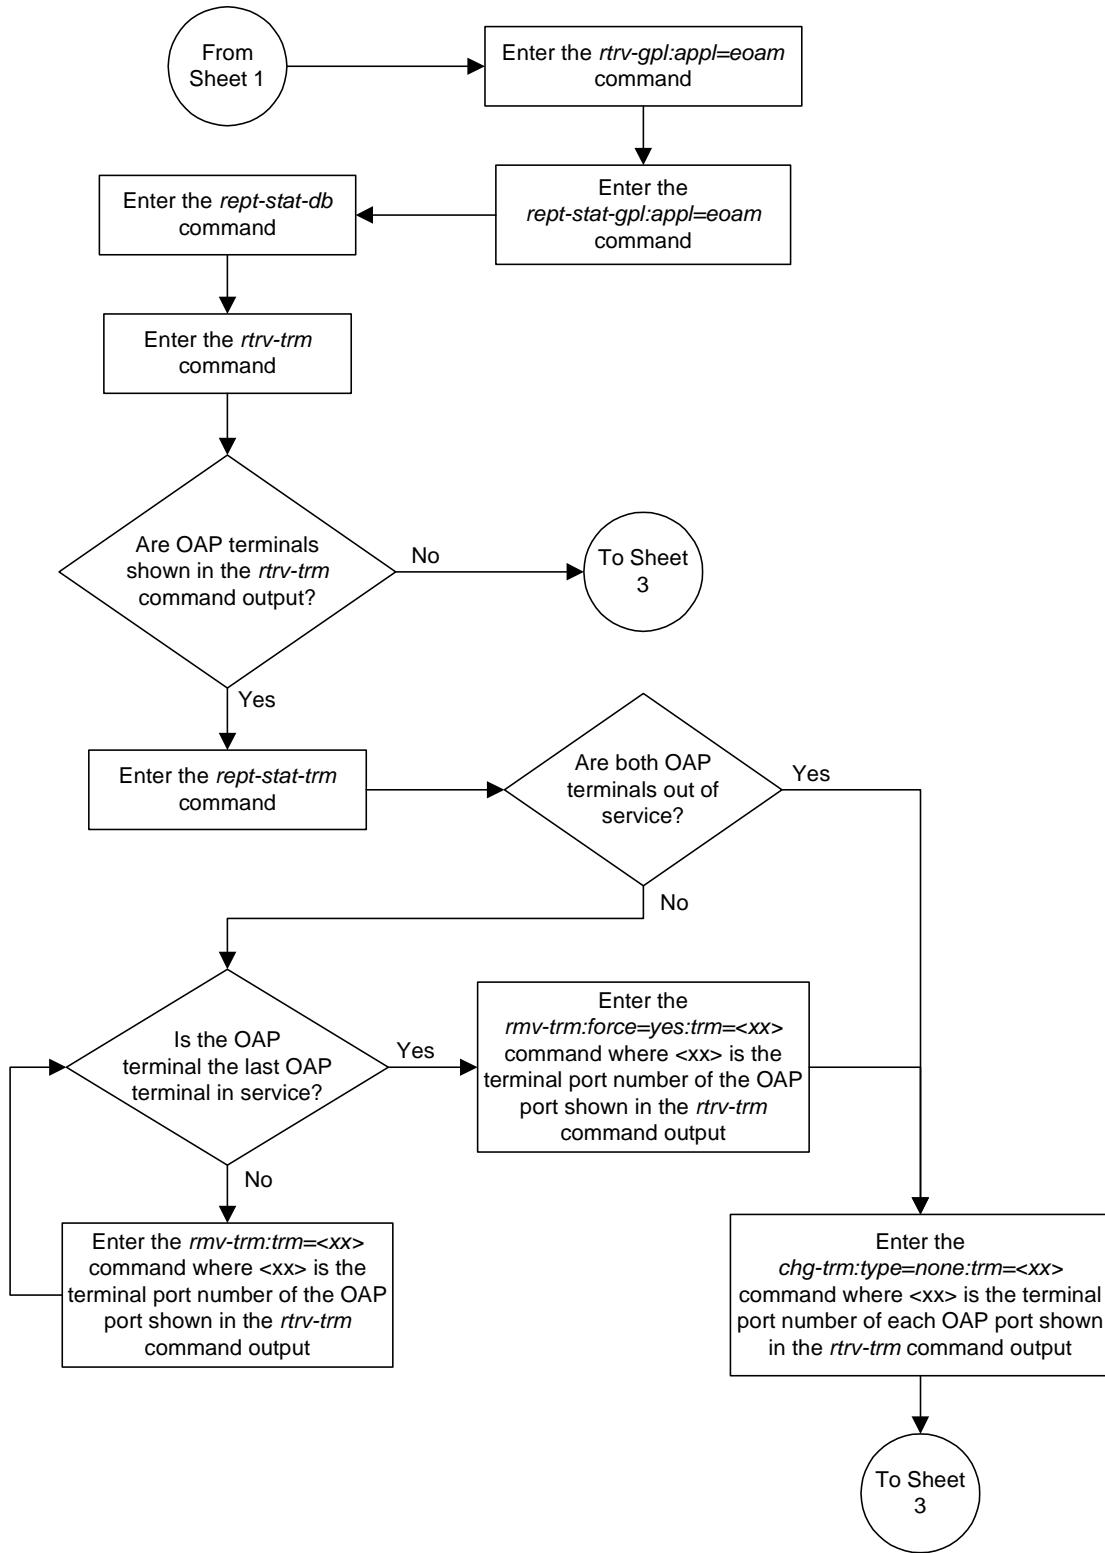 From
Sheet 1
Enter the rtrv-gpl:appl=eoam
command
Enter the
rept-stat-gpl:appl=eoam
command
Enter the rept-stat-db
command
Enter the rtrv-trm
command
Are OAP terminals
shown in the rtrv-trm
command output?
No
To Sheet
3
Yes
Enter the rept-stat-trm
command
Are both OAP
terminals out of
service?
Yes
No
Is the OAP
terminal the last OAP
terminal in service?
Yes
Enter the
rmv-trm:force=yes:trm=<xx>
command where <xx> is the
terminal port number of the OAP
port shown in the rtrv-trm
command output
No
Enter the rmv-trm:trm=<xx>
command where <xx> is the
terminal port number of the OAP
port shown in the rtrv-trm
command output
Enter the
chg-trm:type=none:trm=<xx>
command where <xx> is the terminal
port number of each OAP port shown
in the rtrv-trm command output
To Sheet
3